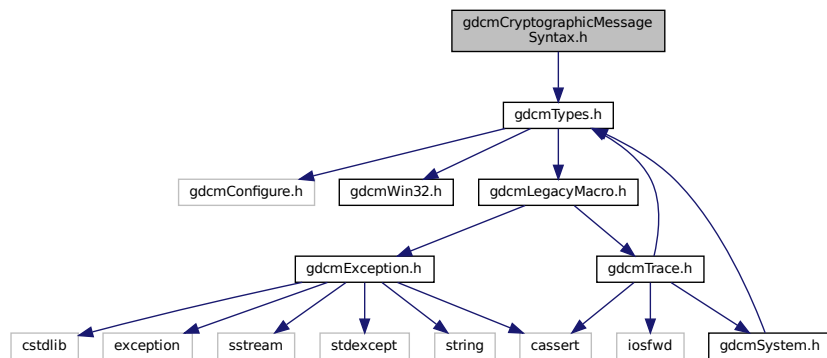 gdcmCryptographicMessage
Syntax.h
gdcmTypes.h
gdcmConfigure.h
gdcmWin32.h
gdcmLegacyMacro.h
gdcmException.h
gdcmTrace.h
cstdlib
exception
sstream
stdexcept
string
cassert
iosfwd
gdcmSystem.h